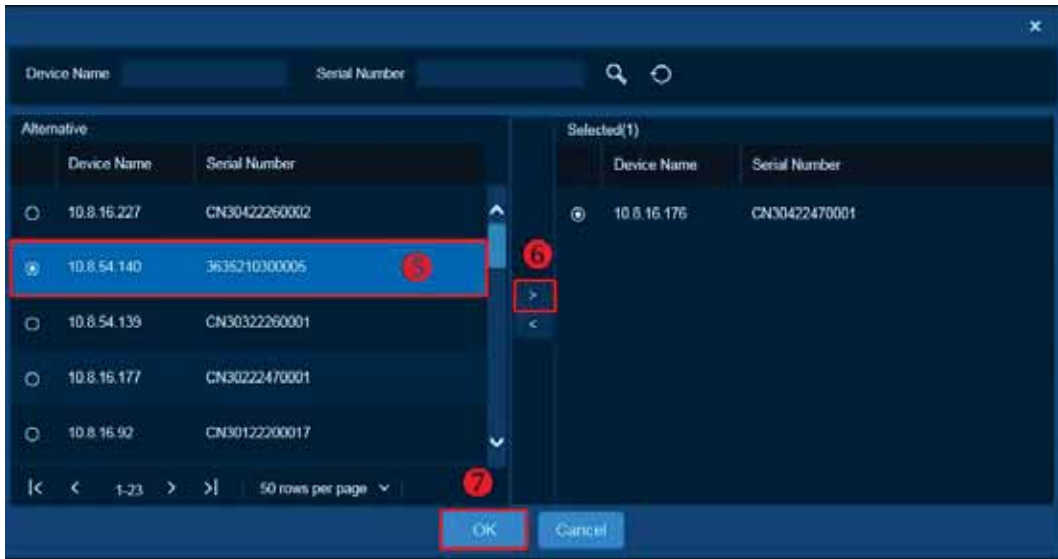 Device Name Serial Number
Alternative
Device Name Serial Number
10.8.16.227 CN30422260002
10.8.54.140 3635210300005 5
10.8.54.139 CN30322260001
10.8.16.177 CN30222470001
10.8.16.92 CN30122200017
1-23 50 rows per page
6
>
<
Selected(1)
Device Name Serial Number
10.8.16.176 CN30422470001
7
OK Cancel